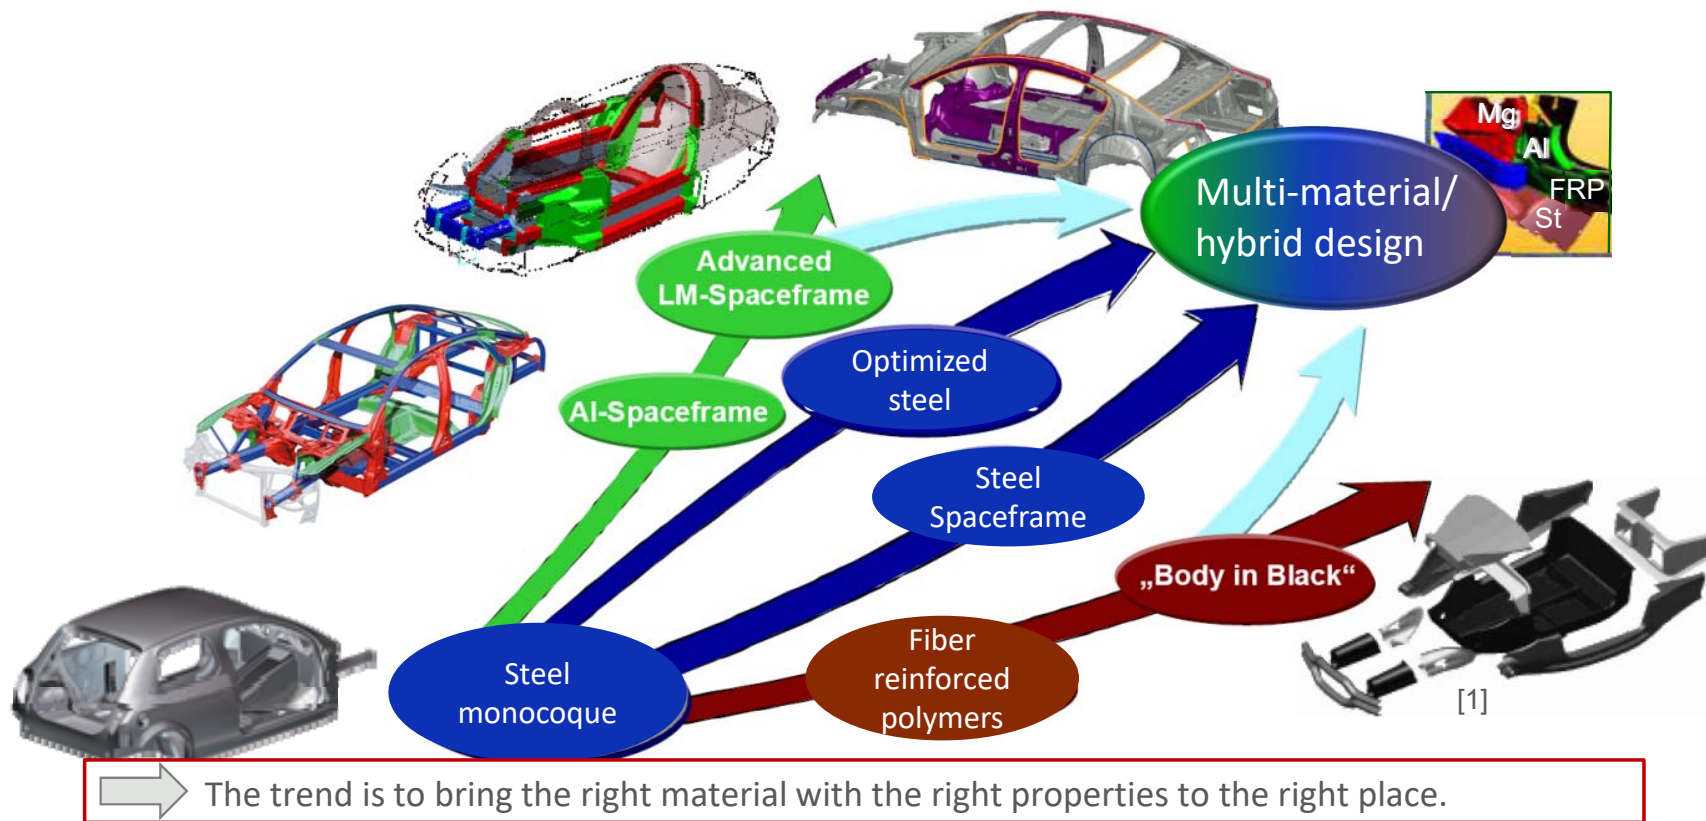 Mg
Al
FRP
St
Multi-material/
hybrid design
Advanced
LM-Spaceframe
Optimized
steel
Al-Spaceframe
Steel
Spaceframe
„Body in Black“
Fiber
reinforced
polymers
Steel
monocoque
[1]
The trend is to bring the right material with the right properties to the right place.